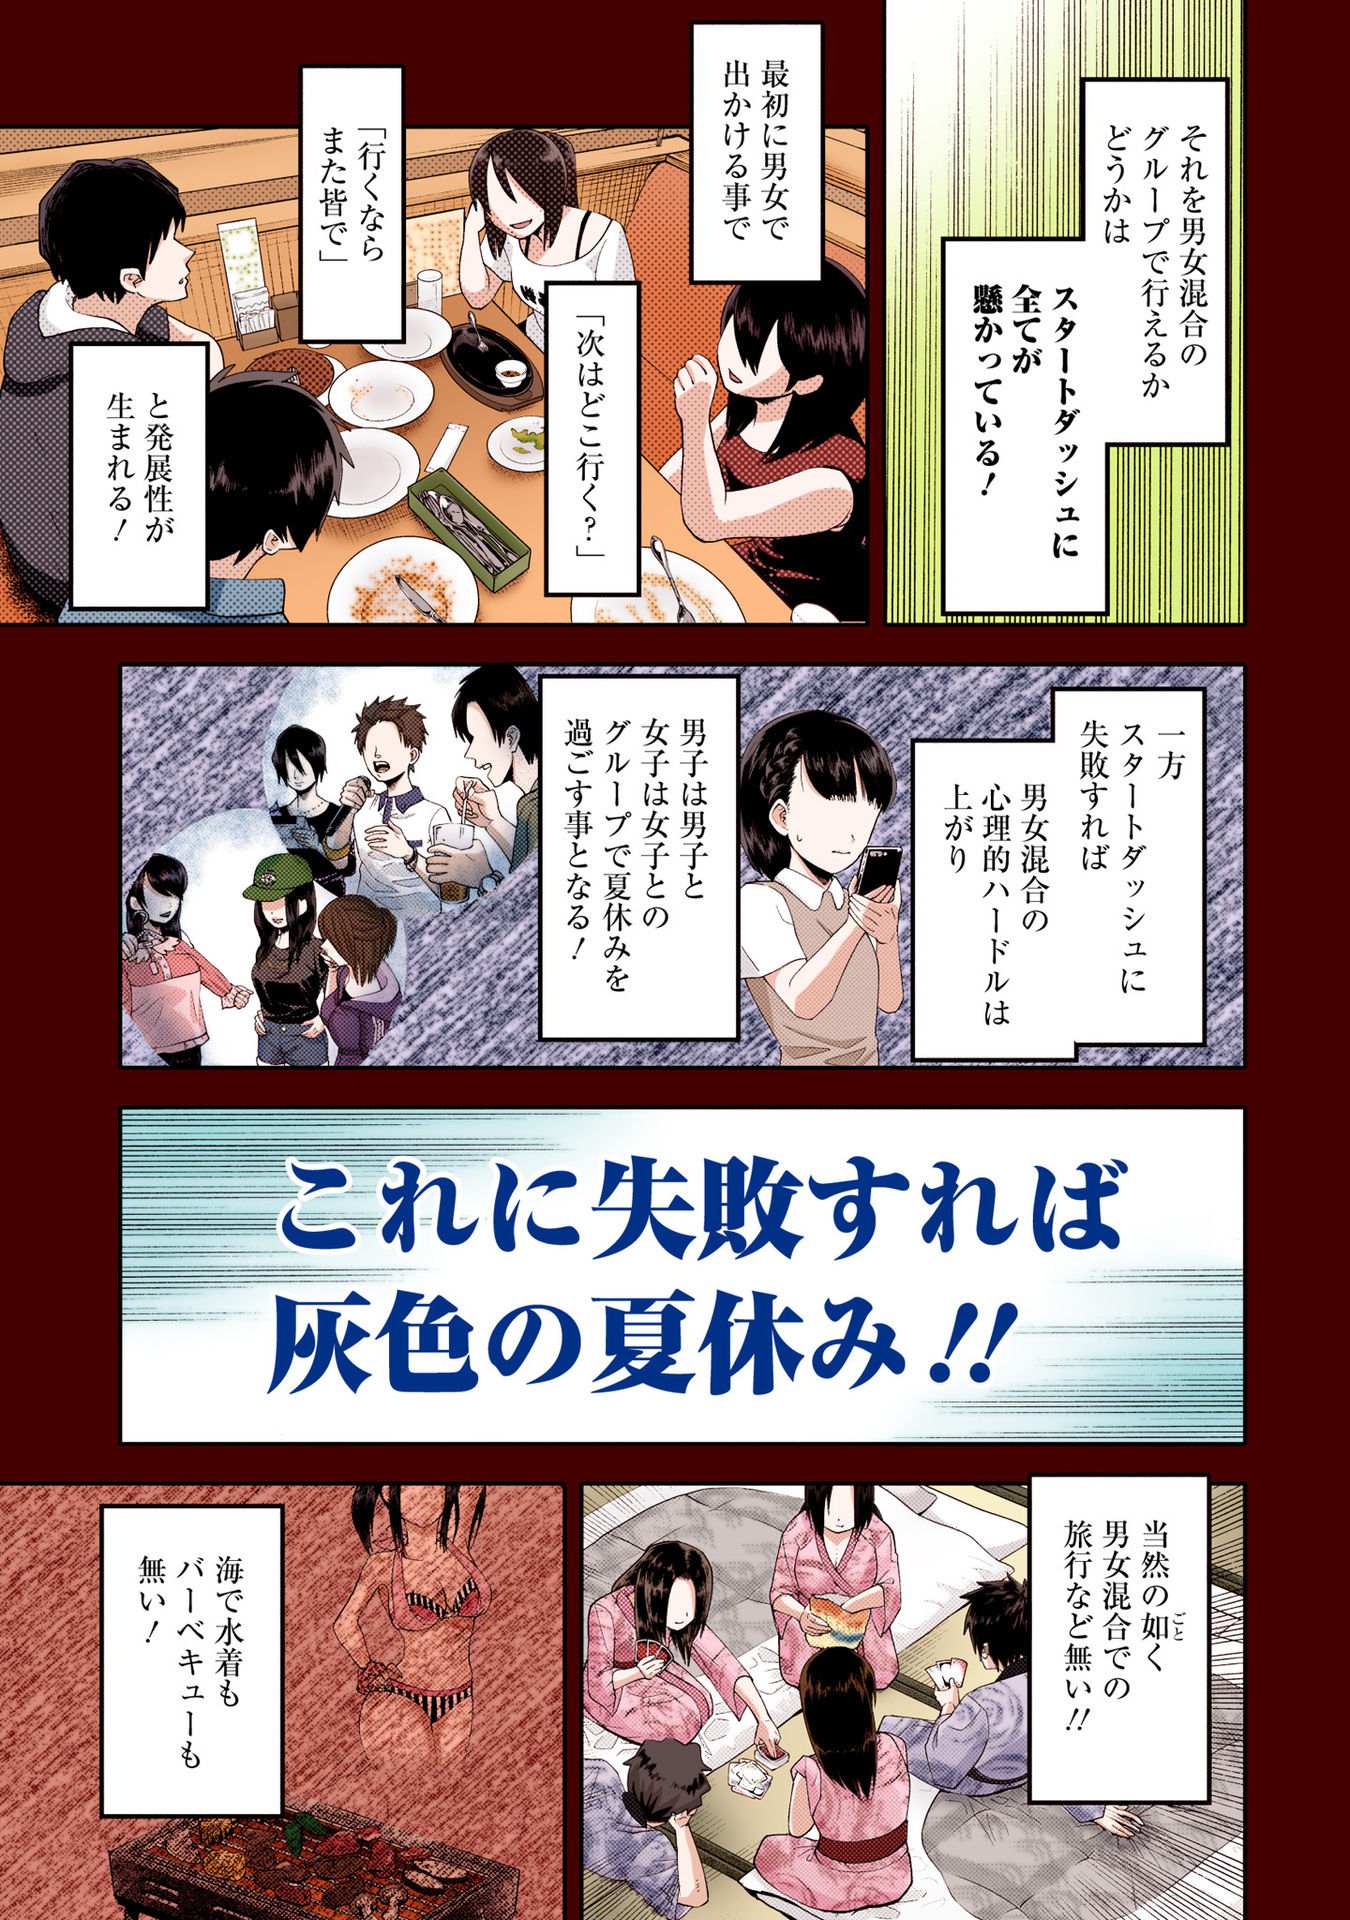 それを男女混合の
グループで行えるか
どうかは
スタートダッシュに
全てが
懸かっている！
最初に男女で
出かける事で
「次はどこ行く？」
「行くなら
また皆で」
と発展性が
生まれる！
一方
スタートダッシュに
失敗すれば
男女混合の
心理的ハードルは
上がり
男子は男子と
女子は女子との
グループで夏休みを
過ごす事となる！
これに失敗すれば
灰色の夏休み！！
当然の如く
ごと
男女混合での
旅行など無い！！
海で水着も
バーベキューも
無い！